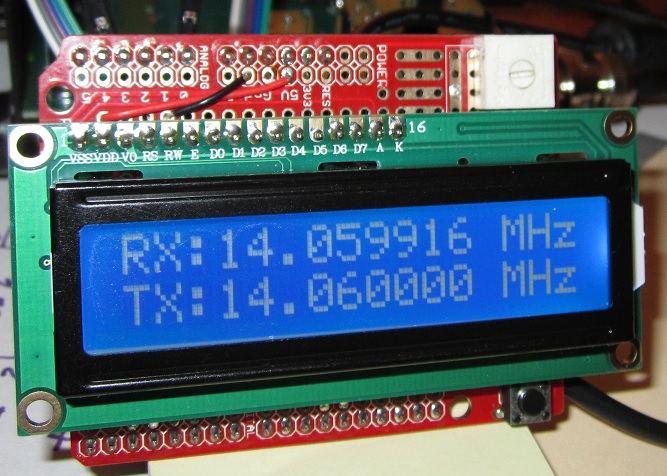 ANALOG
5 4 3 2 1 0
Gnd 5V 3V3 RES
POWER
16
VSS VDD VO RS RW E D0 D1 D2 D3 D4 D5 D6 D7 A K
RX:14.059916 MHz
TX:14.060000 MHz